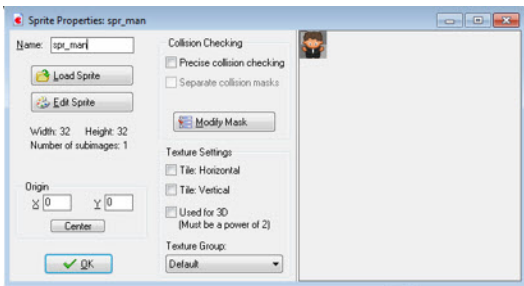 Sprite Properties: spr_man
Name: spr_man
Load Sprite
Edit Sprite
Width: 32 Height: 32
Number of subimages: 1
Origin
X 0 Y 0
Center
OK
Collision Checking
Precise collision checking
Separate collision masks
Modify Mask
Texture Settings
Tile: Horizontal
Tile: Vertical
Used for 3D
(Must be a power of 2)
Texture Group:
Default